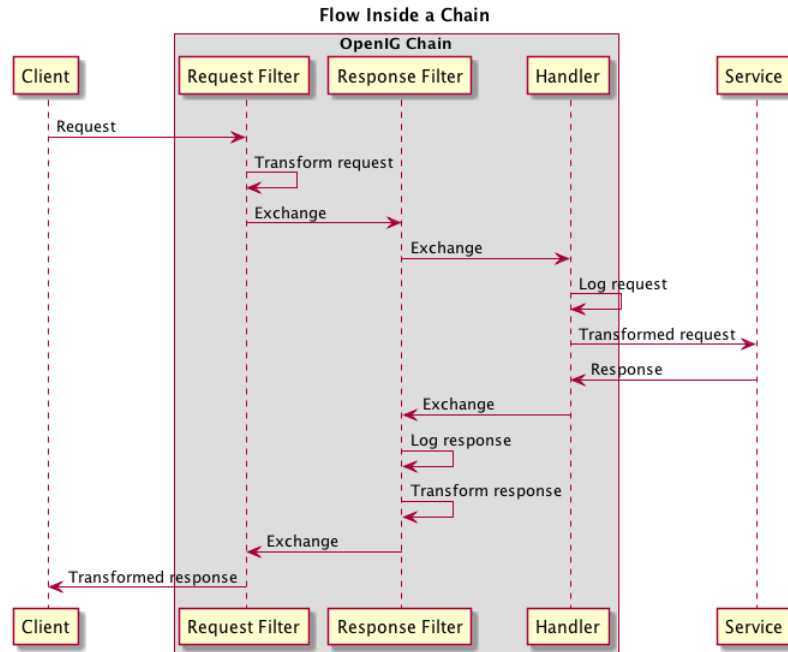 Flow Inside a Chain
OpenIG Chain
Client Request Filter Response Filter Handler Service
Request
Transform request
Exchange
Exchange
Log request
Transformed request
Response
Exchange
Log response
Transform response
Exchange
Transformed response
Client Request Filter Response Filter Handler Service